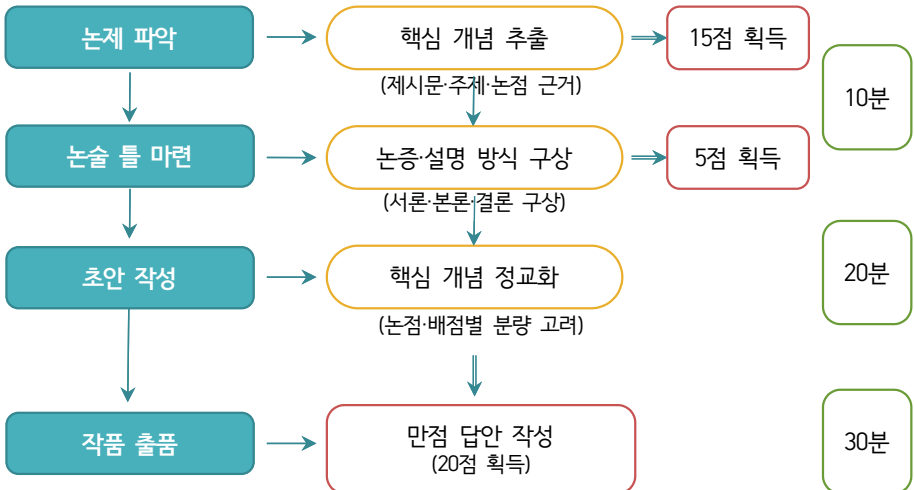 논제 파악
핵심 개념 추출
15점 획득
(제시문·주제·논점 근거)
10분
논술 틀 마련
논증·설명 방식 구상
5점 획득
(서론·본론·결론 구상)
초안 작성
핵심 개념 정교화
20분
(논점·배점별 분량 고려)
작품 출품
만점 답안 작성
(20점 획득)
30분